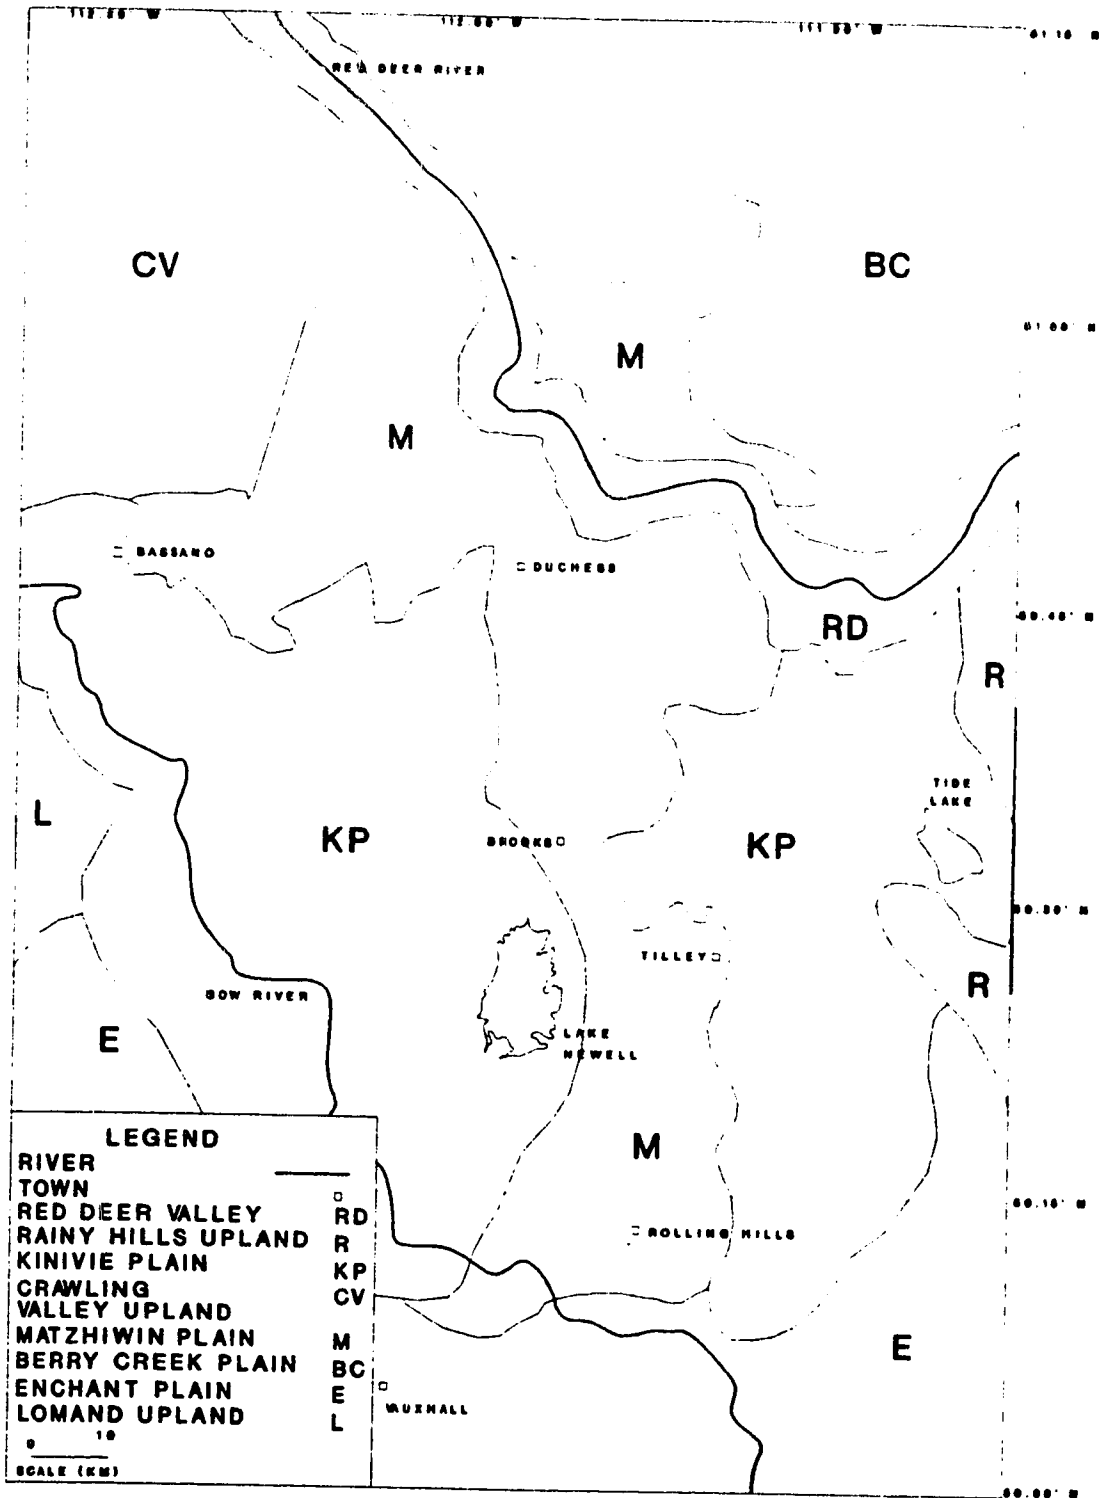 RED DEER RIVER
CV
BC
M
M
BASSANO
DUCHESS
RD
R
TIDE
LAKE
L
KP
BROOKS
KP
TILLEY
R
BOW RIVER
LAKE
NEWELL
E
M
ROLLING HILLS
E
VAUXHALL
LEGEND
RIVER
TOWN
RED DEER VALLEY RD
RAINY HILLS UPLAND R
KINIVIE PLAIN KP
CRAWLING
VALLEY UPLAND CV
MATZHIWIN PLAIN M
BERRY CREEK PLAIN BC
ENCHANT PLAIN E
LOMAND UPLAND L
0 10
SCALE (KM)